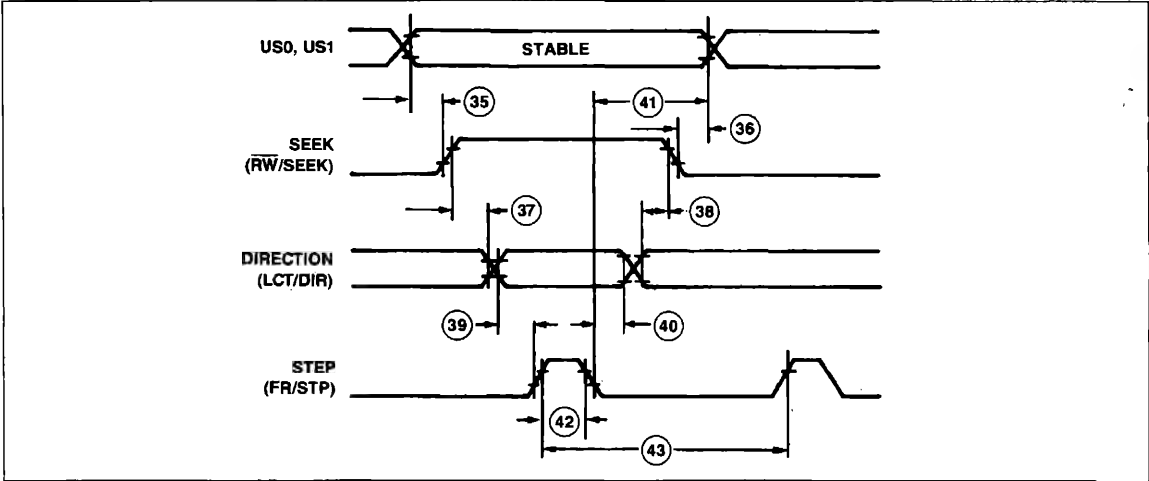 US0, US1
STABLE
35
41
36
SEEK
(R̅W̅/SEEK)
37
38
DIRECTION
(LCT/DIR)
39
40
STEP
(FR/STP)
42
43